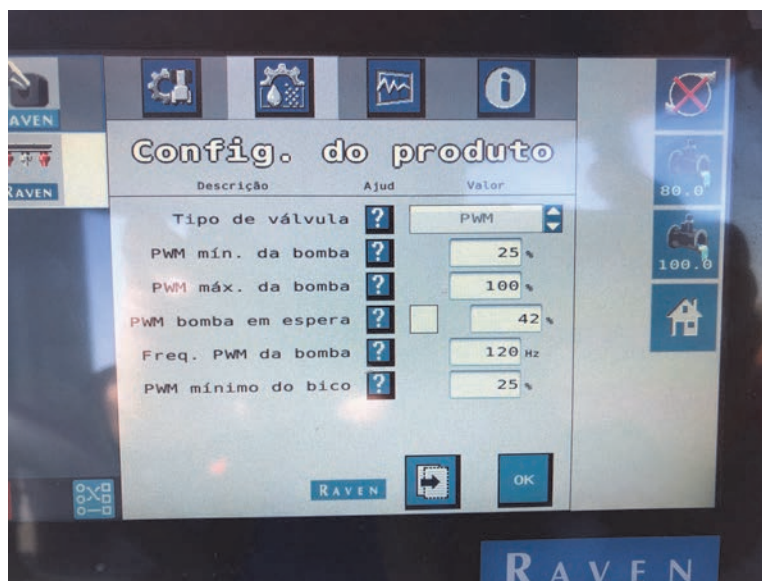 AVEN
RAVEN
Config. do produto
Descrição Ajud Valor
Tipo de válvula ? PWM
PWM mín. da bomba ? 25 %
PWM máx. da bomba ? 100 %
PWM bomba em espera ? 42 %
Freq. PWM da bomba ? 120 Hz
PWM mínimo do bico ? 25 %
80.0
100.0
RAVEN OK
RAVEN